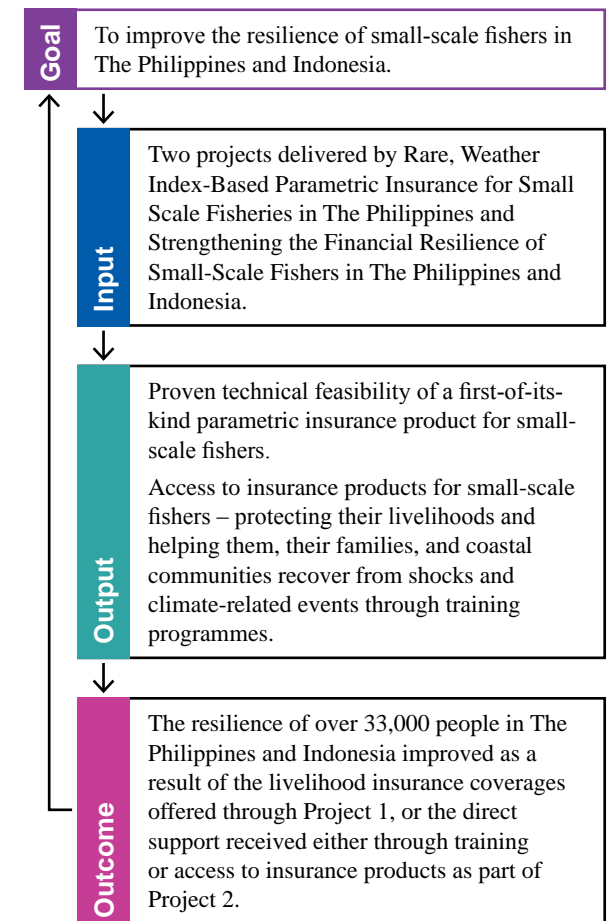 Goal
To improve the resilience of small-scale fishers in
The Philippines and Indonesia.
Input
Two projects delivered by Rare, Weather
Index-Based Parametric Insurance for Small
Scale Fisheries in The Philippines and
Strengthening the Financial Resilience of
Small-Scale Fishers in The Philippines and
Indonesia.
Output
Proven technical feasibility of a first-of-its-
kind parametric insurance product for small-
scale fishers.
Access to insurance products for small-scale
fishers – protecting their livelihoods and
helping them, their families, and coastal
communities recover from shocks and
climate-related events through training
programmes.
Outcome
The resilience of over 33,000 people in The
Philippines and Indonesia improved as a
result of the livelihood insurance coverages
offered through Project 1, or the direct
support received either through training
or access to insurance products as part of
Project 2.